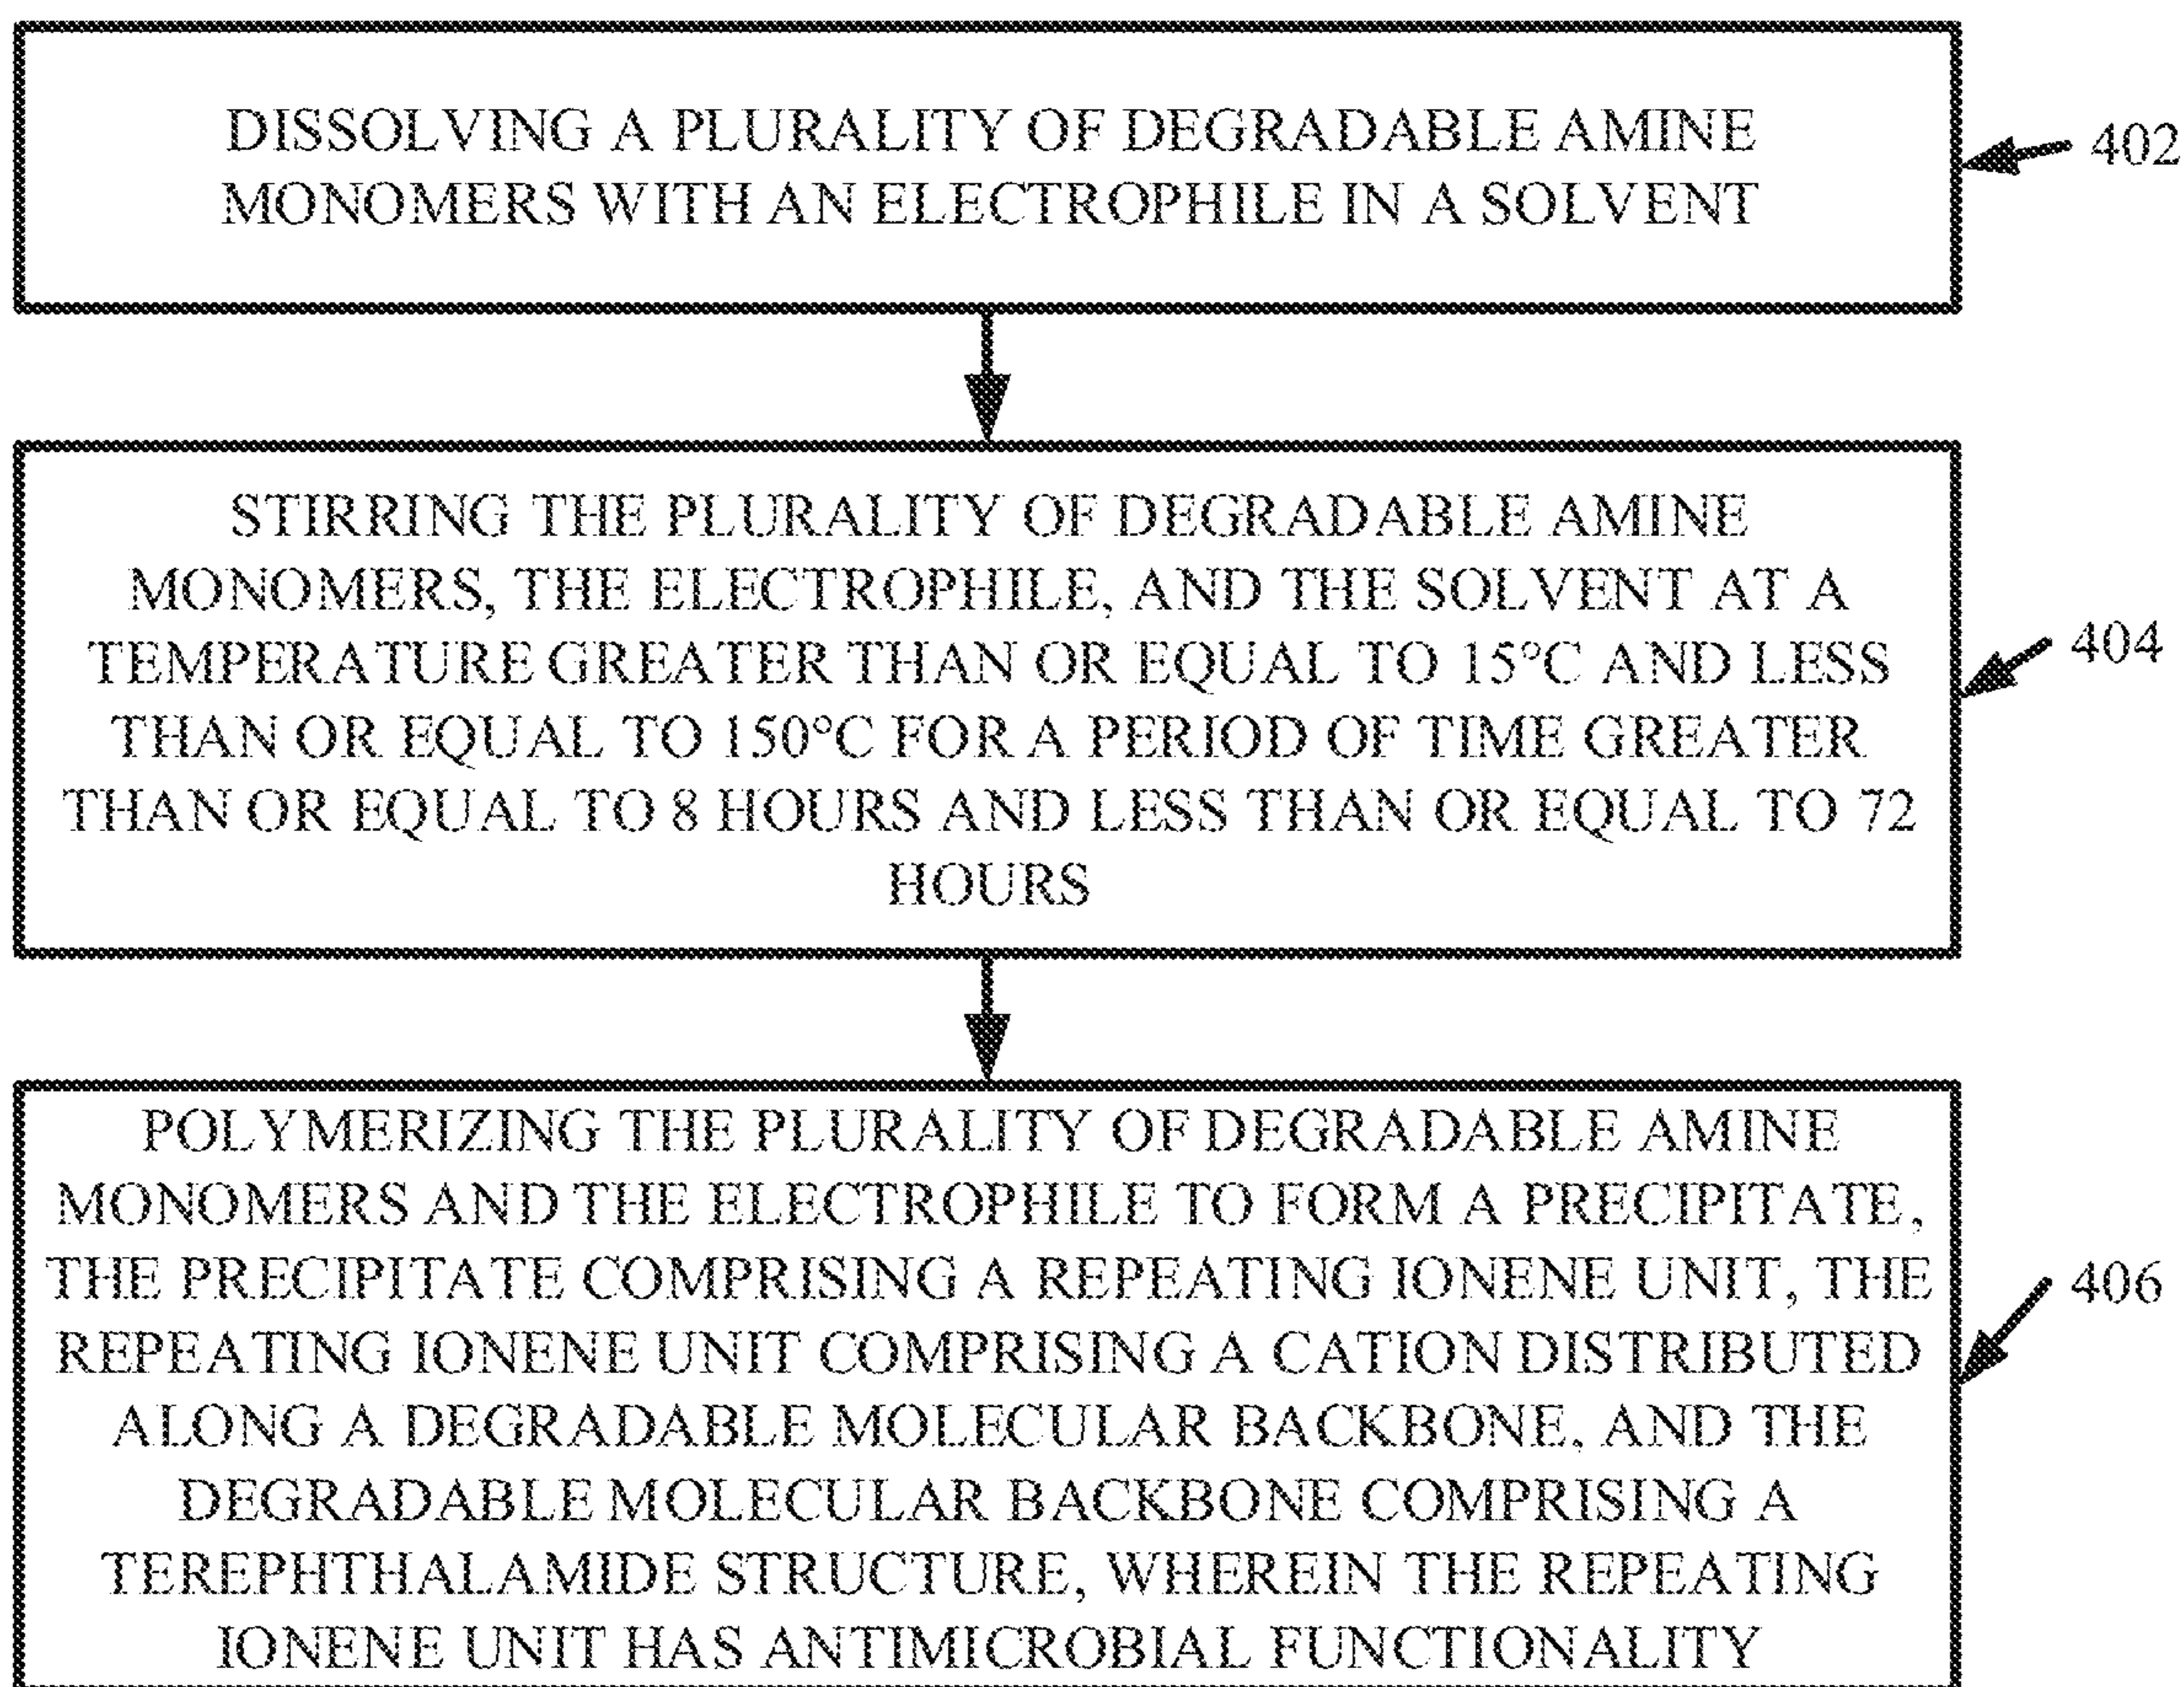 DISSOLVING A PLURALITY OF DEGRADABLE AMINE
MONOMERS WITH AN ELECTROPHILE IN A SOLVENT
402
STIRRING THE PLURALITY OF DEGRADABLE AMINE
MONOMERS, THE ELECTROPHILE, AND THE SOLVENT AT A
TEMPERATURE GREATER THAN OR EQUAL TO 15°C AND LESS
THAN OR EQUAL TO 150°C FOR A PERIOD OF TIME GREATER
THAN OR EQUAL TO 8 HOURS AND LESS THAN OR EQUAL TO 72
HOURS
404
POLYMERIZING THE PLURALITY OF DEGRADABLE AMINE
MONOMERS AND THE ELECTROPHILE TO FORM A PRECIPITATE,
THE PRECIPITATE COMPRISING A REPEATING IONENE UNIT, THE
REPEATING IONENE UNIT COMPRISING A CATION DISTRIBUTED
ALONG A DEGRADABLE MOLECULAR BACKBONE, AND THE
DEGRADABLE MOLECULAR BACKBONE COMPRISING A
TEREPHTHALAMIDE STRUCTURE, WHEREIN THE REPEATING
IONENE UNIT HAS ANTIMICROBIAL FUNCTIONALITY
406